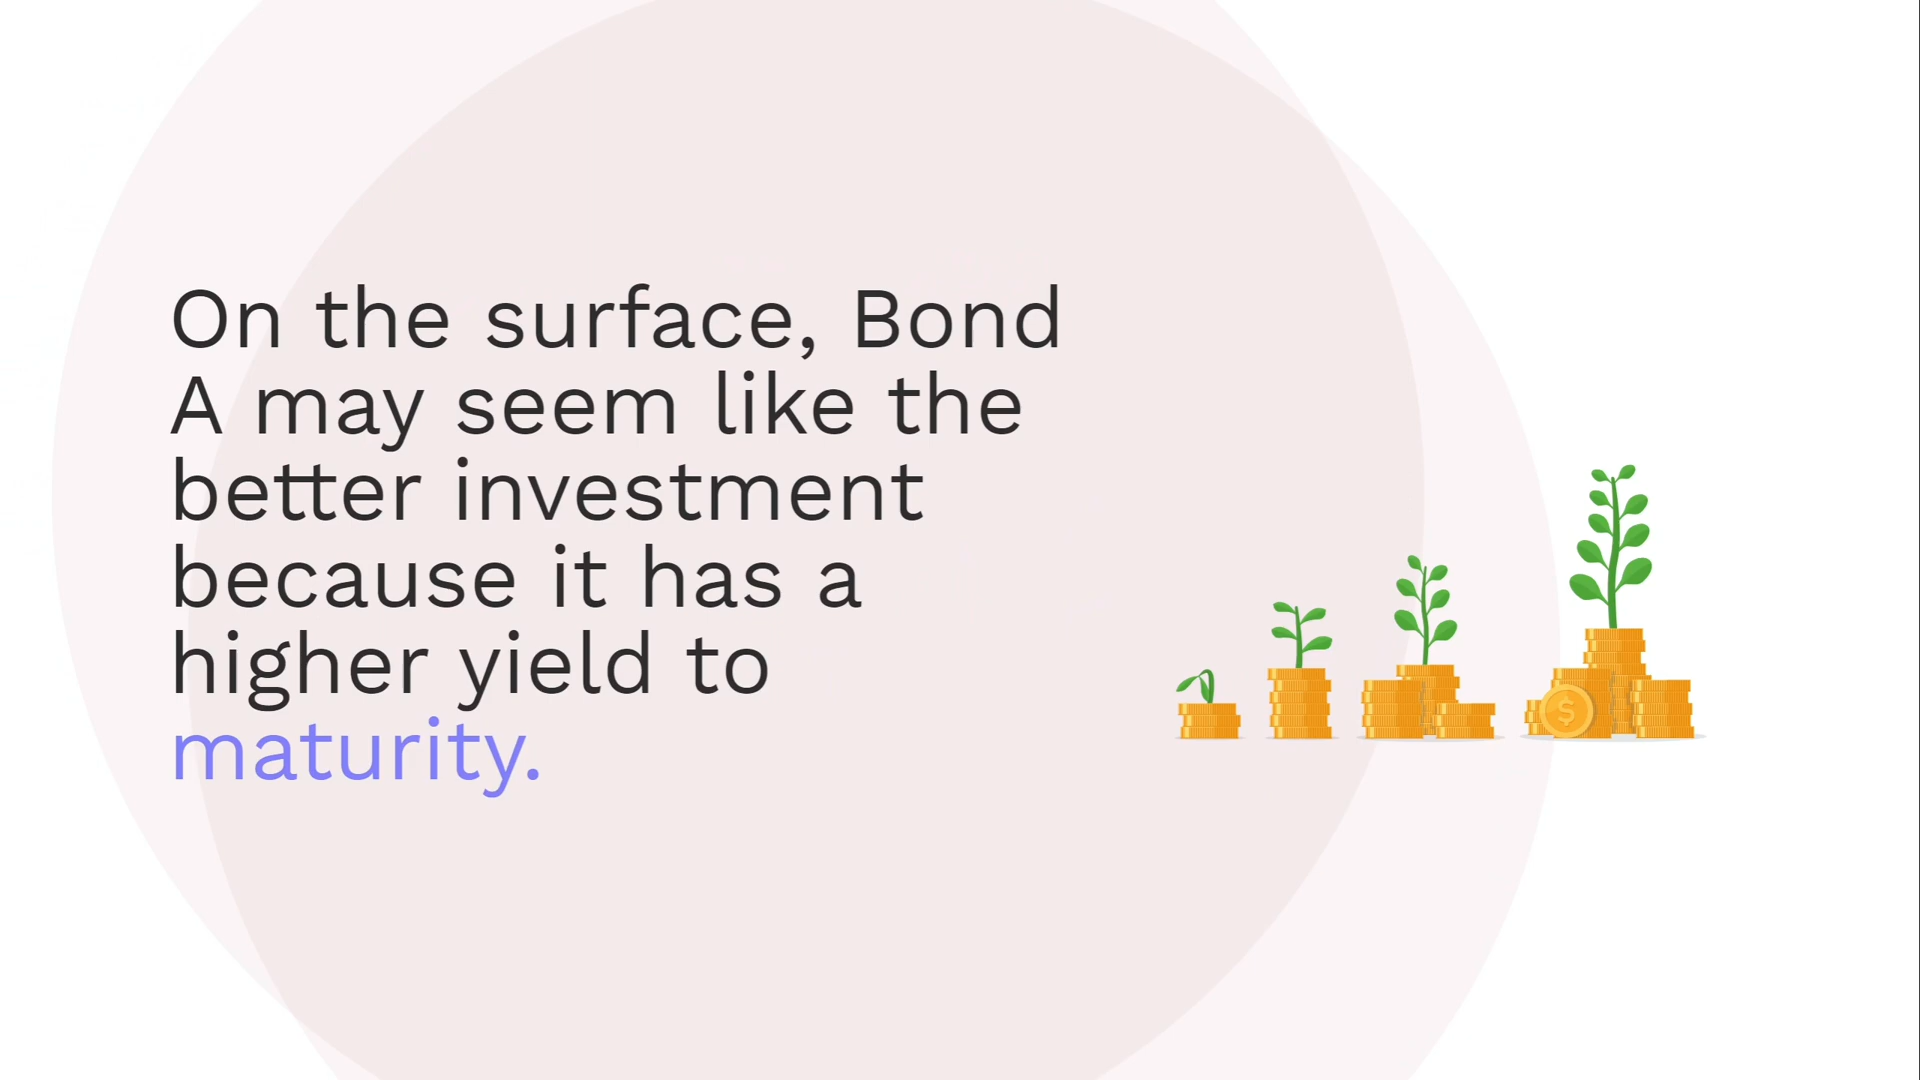 On the surface, Bond
A may seem like the
better investment
because it has a
higher yield to
maturity.
$